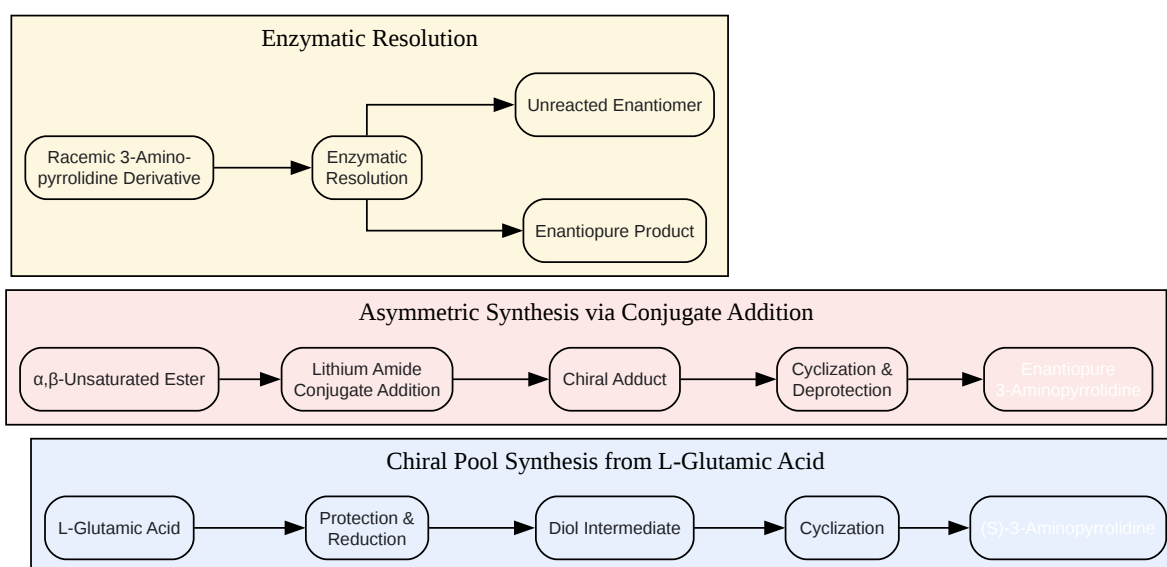 Enzymatic Resolution
Unreacted Enantiomer
Racemic 3-Amino-
pyrrolidine Derivative
Enzymatic
Resolution
Enantiopure Product
Asymmetric Synthesis via Conjugate Addition
α,β-Unsaturated Ester
Lithium Amide
Conjugate Addition
Chiral Adduct
Cyclization &
Deprotection
Enantiopure
3-Aminopyrrolidine
Chiral Pool Synthesis from L-Glutamic Acid
L-Glutamic Acid
Protection &
Reduction
Diol Intermediate
Cyclization
(S)-3-Aminopyrrolidine